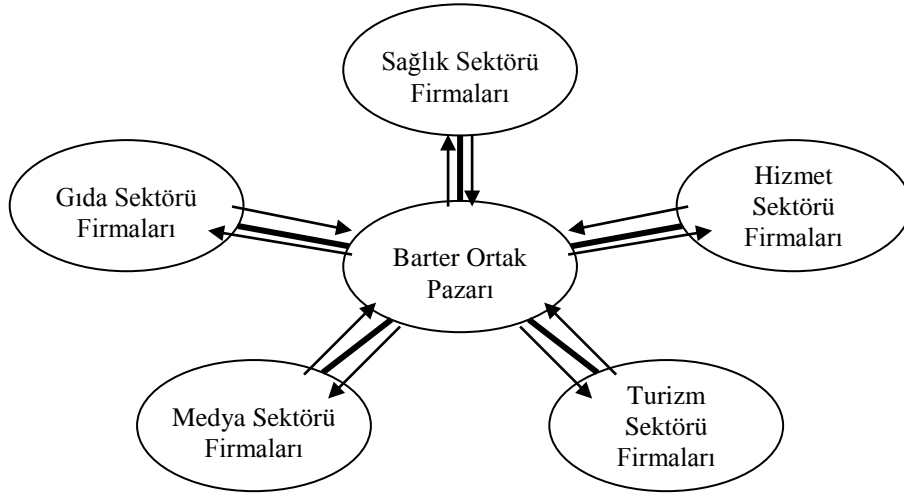 Sağlık Sektörü
Firmaları
Gıda Sektörü
Firmaları
Hizmet
Sektörü
Firmaları
Barter Ortak
Pazarı
Medya Sektörü
Firmaları
Turizm
Sektörü
Firmaları